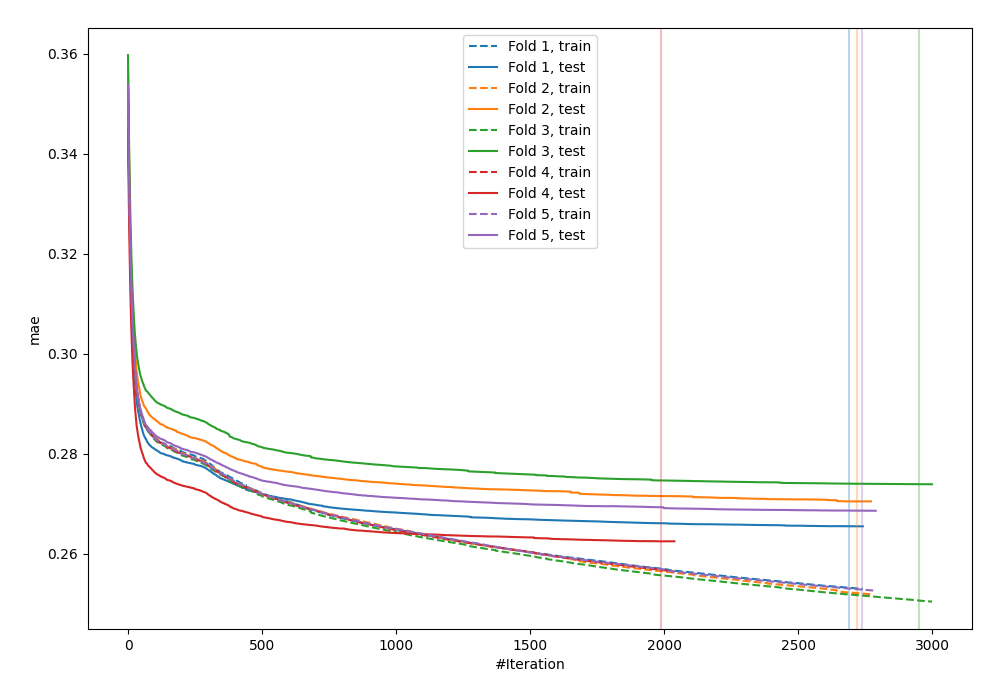 0.36
0.34
0.32
0.30
0.28
0.26
mae
Fold 1, train
Fold 1, test
Fold 2, train
Fold 2, test
Fold 3, train
Fold 3, test
Fold 4, train
Fold 4, test
Fold 5, train
Fold 5, test
0 500 1000 1500 2000 2500 3000
#Iteration